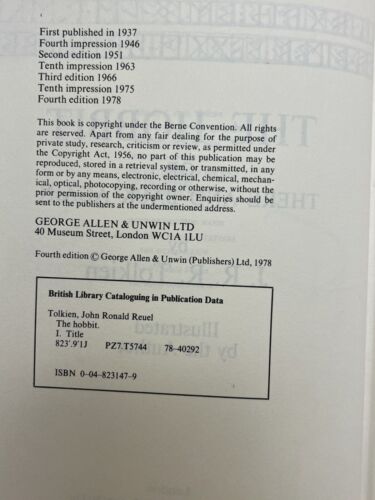 First published in 1937
Fourth impression 1946
Second edition 1951
Tenth impression 1963
Third edition 1966
Tenth impression 1975
Fourth edition 1978
This book is copyright under the Berne Convention. All rights
are reserved. Apart from any fair dealing for the purpose of
private study, research, criticism or review, as permitted under
the Copyright Act, 1956, no part of this publication may be
reproduced, stored in a retrieval system, or transmitted, in any
form or by any means, electronic, electrical, chemical, mechan-
ical, optical, photocopying, recording or otherwise, without the
prior permission of the copyright owner. Enquiries should be
sent to the publishers at the undermentioned address.
GEORGE ALLEN & UNWIN LTD
40 Museum Street, London WC1A 1LU
Fourth edition © George Allen & Unwin (Publishers) Ltd, 1978
British Library Cataloguing in Publication Data
Tolkien, John Ronald Reuel
The hobbit.
I. Title
823'.9'1J PZ7.T5744 78-40292
ISBN 0-04-823147-9